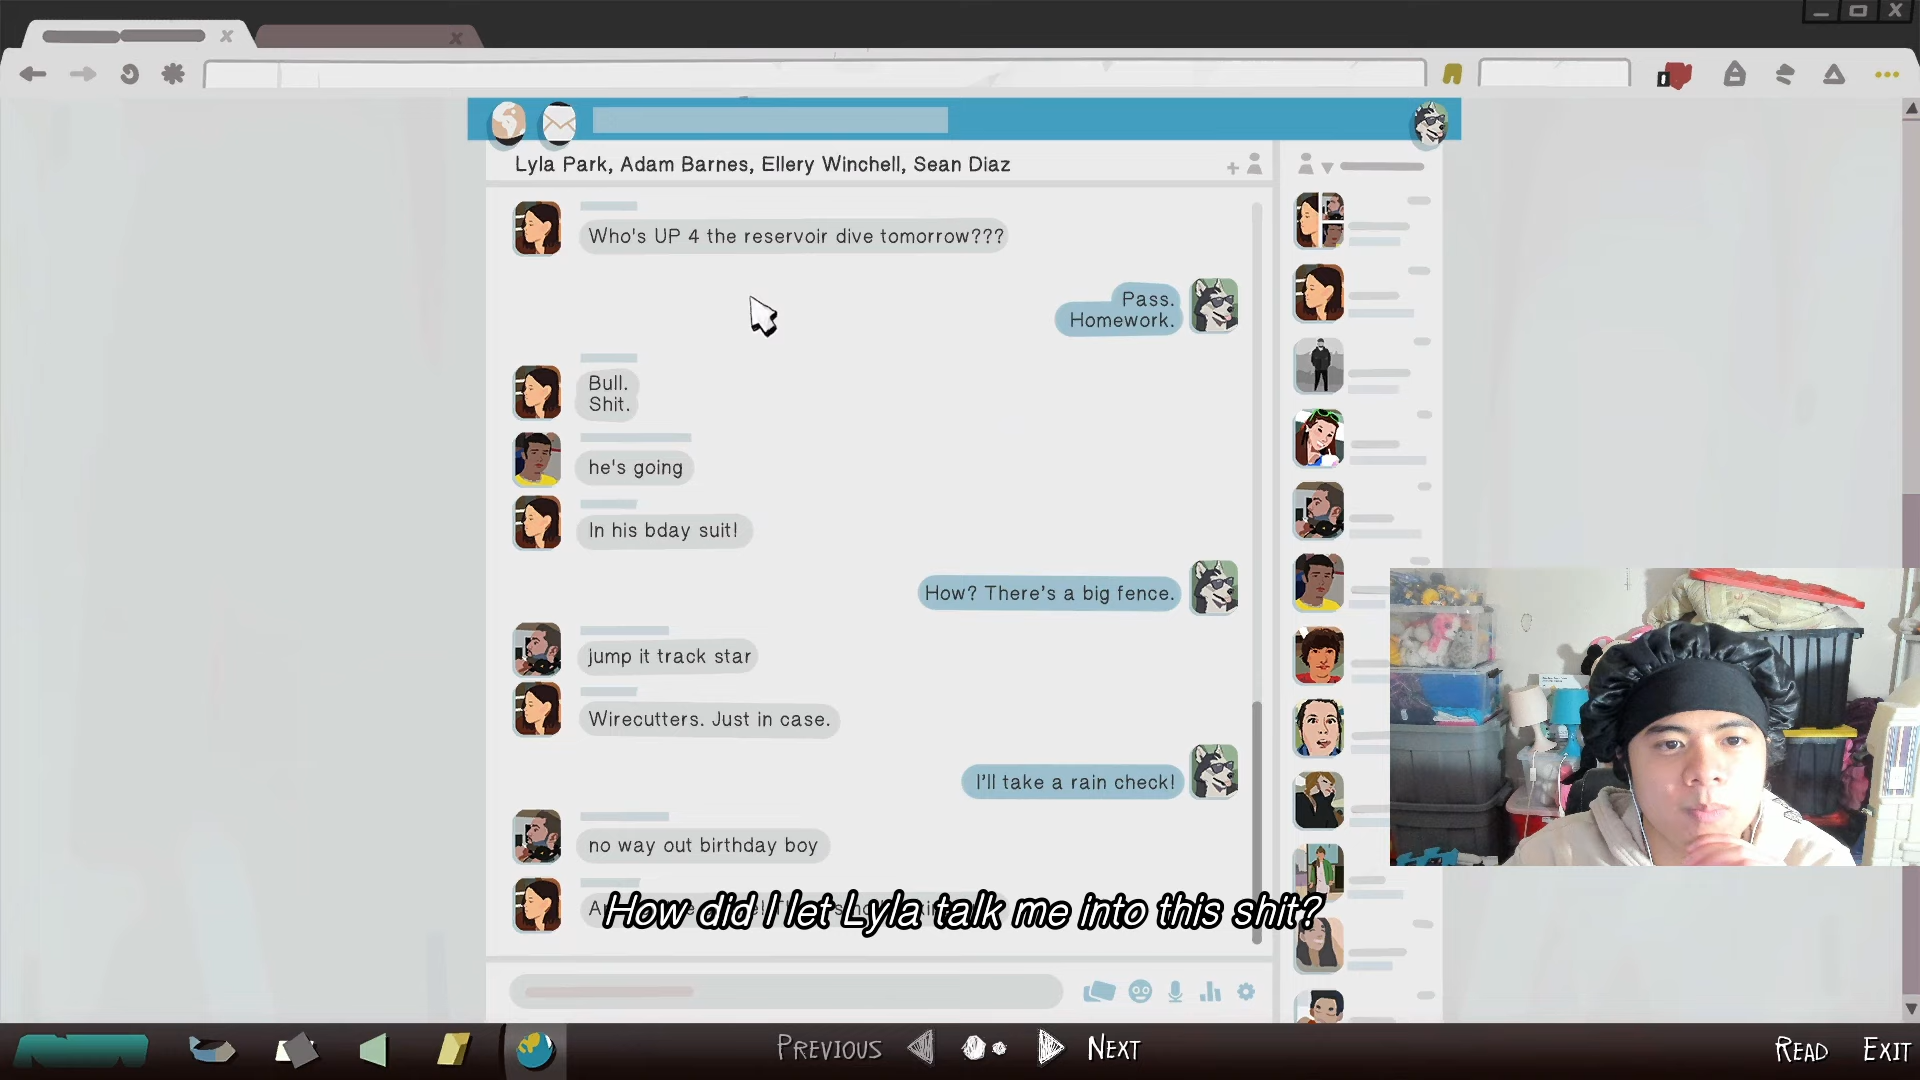 Lyla Park, Adam Barnes, Ellery Winchell, Sean Diaz
Who's UP 4 the reservoir dive tomorrow???
Pass.
Homework.
Bull.
Shit.
he's going
In his bday suit!
How? There's a big fence.
jump it track star
Wirecutters. Just in case.
I'll take a rain check!
no way out birthday boy
How did I let Lyla talk me into this shit?
PREVIOUS
NEXT
READ
EXIT